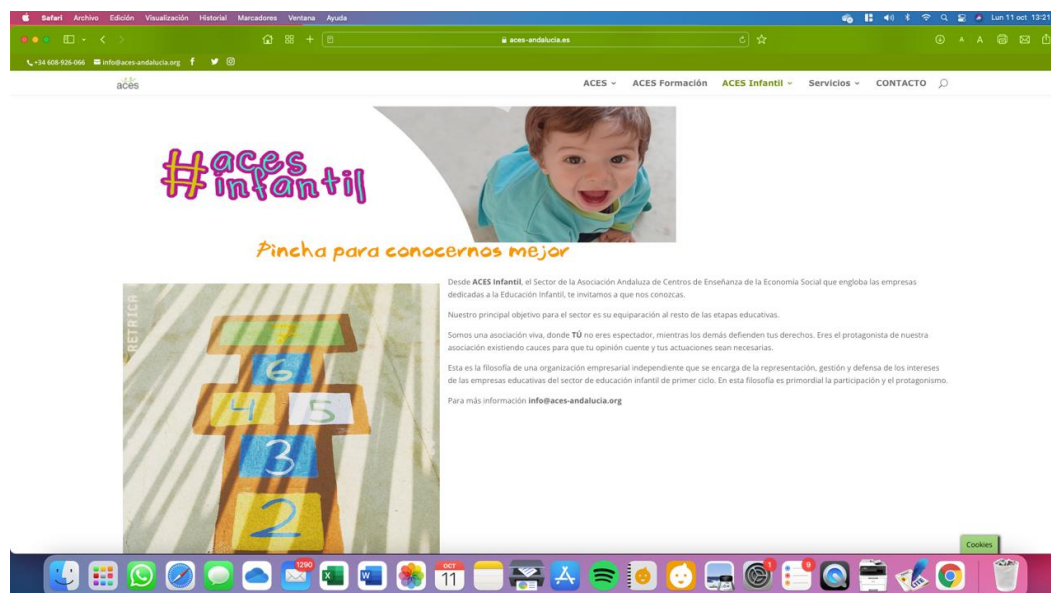 Safari Archivo Edición Visualización Historial Marcadores Ventana Ayuda
Lun 11 oct 13:21
aces-andalucia.es
A A
+34 608-926-066 info@aces-andalucia.org
aces
ACES ACES Formación ACES Infantil Servicios CONTACTO
#aces
infantil
Pincha para conocernos mejor
Desde ACES Infantil, el Sector de la Asociación Andaluza de Centros de Enseñanza de la Economía Social que engloba las empresas
dedicadas a la Educación Infantil, te invitamos a que nos conozcas.
Nuestro principal objetivo para el sector es su equiparación al resto de las etapas educativas.
Somos una asociación viva, donde TÚ no eres espectador, mientras los demás defienden tus derechos. Eres el protagonista de nuestra
asociación existiendo cauces para que tu opinión cuente y tus actuaciones sean necesarias.
Esta es la filosofía de una organización empresarial independiente que se encarga de la representación, gestión y defensa de los intereses
de las empresas educativas del sector de educación infantil de primer ciclo. En esta filosofía es primordial la participación y el protagonismo.
Para más información info@aces-andalucia.org
RETRICA
7
6
4 5
3
2
Cookies
1290
OCT
11
1
9